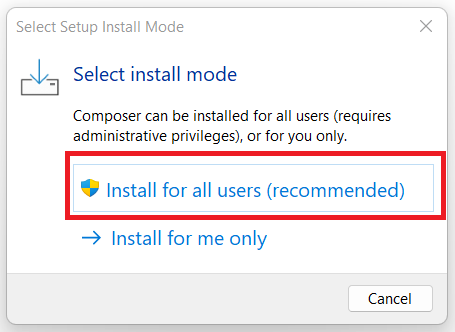 Select Setup Install Mode
Select install mode
Composer can be installed for all users (requires
administrative privileges), or for you only.
Install for all users (recommended)
Install for me only
Cancel